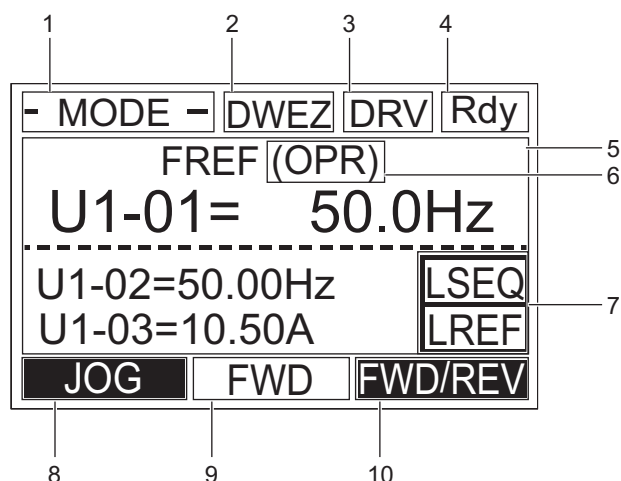 1 2 3 4
- MODE - DWEZ DRV Rdy
5
FREF (OPR)
6
U1-01= 50.0Hz
U1-02=50.00Hz LSEQ
7
U1-03=10.50A LREF
JOG FWD FWD/REV
8 9 10